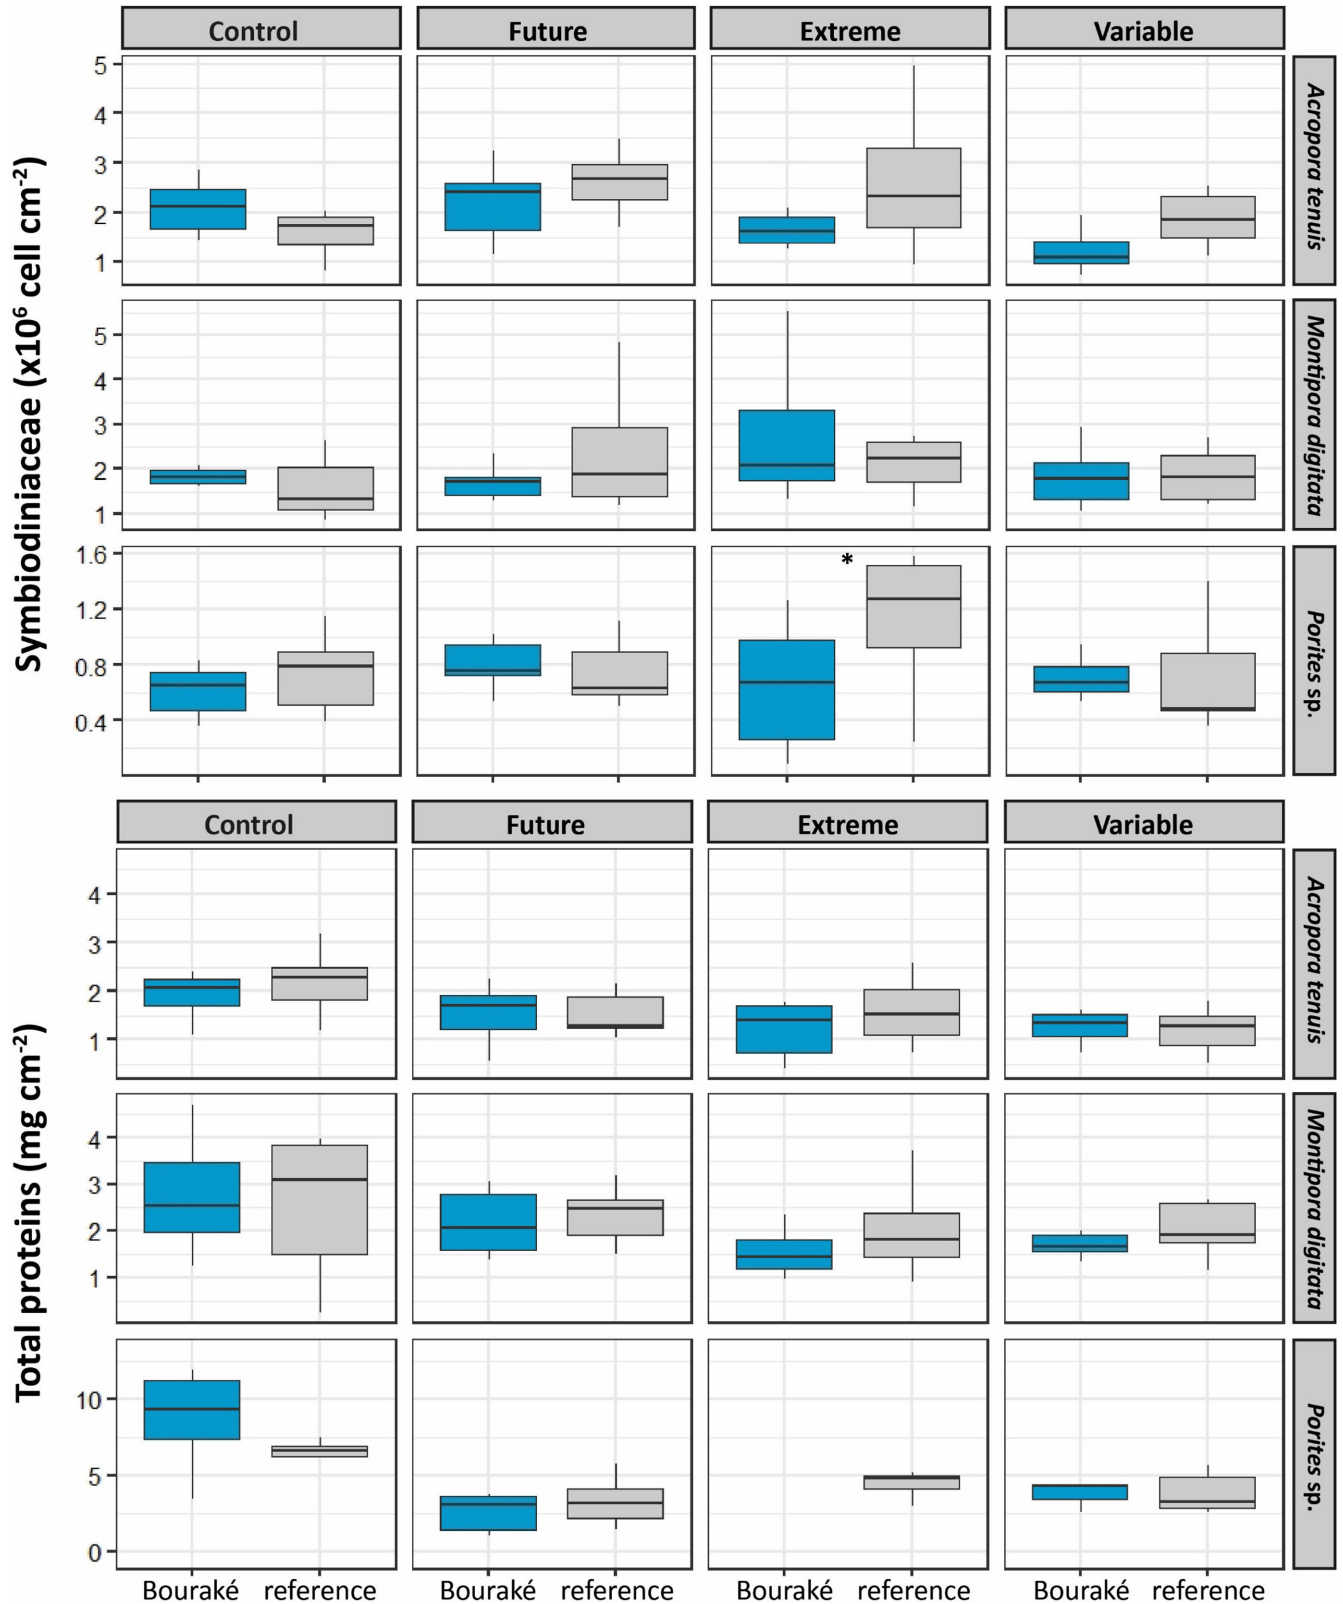 Control Future Extreme Variable
Symbiodiniaceae (x10⁶ cell cm⁻²)
5
4
3
2
1
Acropora tenuis
5
4
3
2
1
Montipora digitata
1.6
*
1.2
0.8
0.4
Porites sp.
Control Future Extreme Variable
Total proteins (mg cm⁻²)
4
3
2
1
Acropora tenuis
4
3
2
1
Montipora digitata
10
5
0
Porites sp.
Bouraké reference Bouraké reference Bouraké reference Bouraké reference